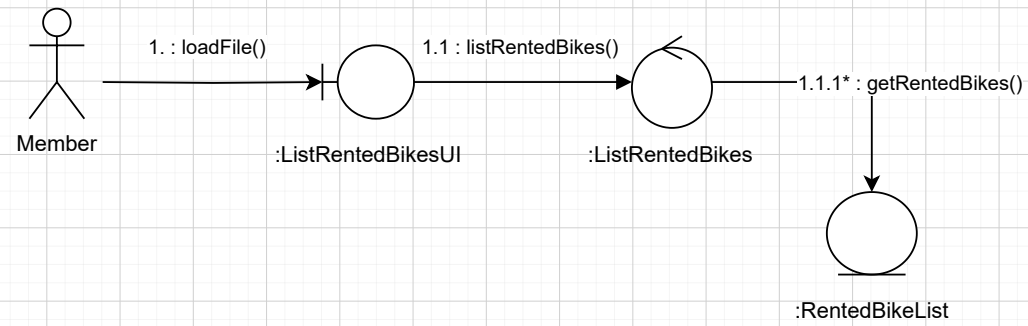 1. : loadFile()
1.1 : listRentedBikes()
1.1.1* : getRentedBikes()
Member
:ListRentedBikesUI
:ListRentedBikes
:RentedBikeList